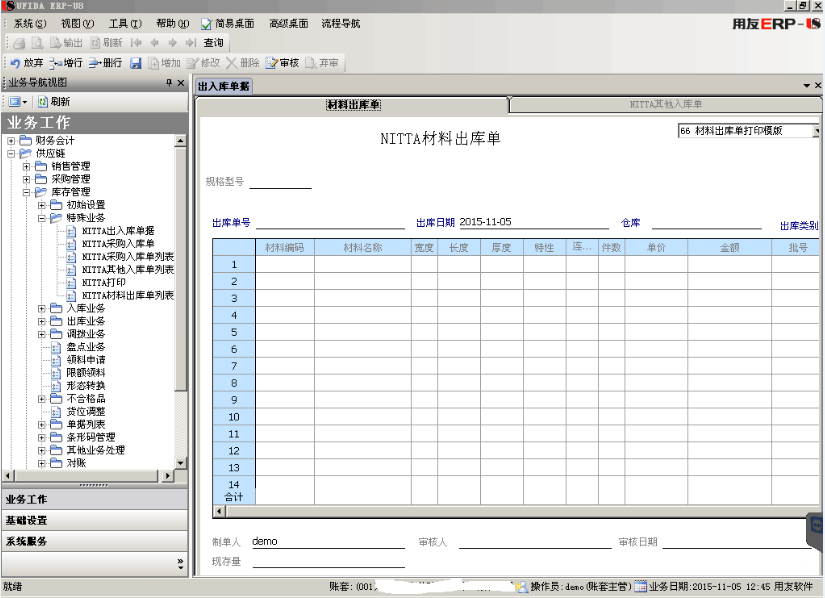 UFIDA ERP-U8
系统(S) 视图(V) 工具(T) 帮助(H) 简易桌面 高级桌面 流程导航
用友ERP-U8
输出 刷新 查询
放弃 增行 删行 增加 修改 删除 审核 弃审
业务导航视图
出入库单据
刷新
材料出库单 NITTA其他入库单
业务工作
NITTA材料出库单
66 材料出库单打印模版
财务会计
供应链
销售管理
采购管理
库存管理
初始设置
特殊业务
NITTA出入库单据
NITTA采购入库单
NITTA采购入库单列表
NITTA其他入库单列表
NITTA打印
NITTA材料出库单列表
入库业务
出库业务
调拨业务
盘点业务
领料申请
限额领料
形态转换
不合格品
货位调整
单据列表
条形码管理
其他业务处理
对账
业务工作
基础设置
系统服务
规格型号
出库单号 出库日期 2015-11-05 仓库 出库类别
材料编码 材料名称 宽度 长度 厚度 特性 连... 件数 单价 金额 批号
1
2
3
4
5
6
7
8
9
10
11
12
13
14
合计
制单人 demo 审核人 审核日期
现存量
就绪 账套:(001 操作员:demo(账套主管) 业务日期:2015-11-05 12:45 用友软件